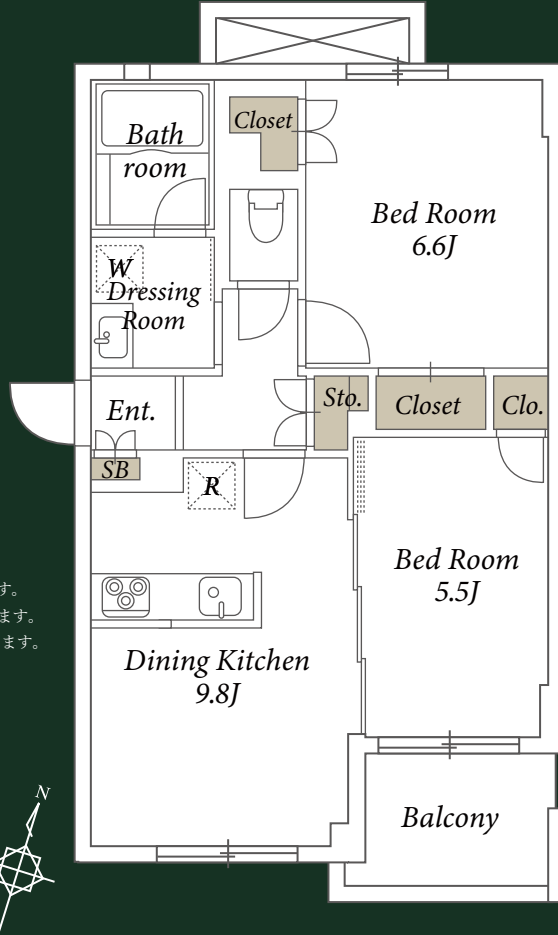 Closet
Bath
room
Bed Room
6.6J
W
Dressing
Room
Ent.
Sto.
Closet
Clo.
SB
R
Bed Room
5.5J
す。
ます。
ます。
Dining Kitchen
9.8J
N
Balcony